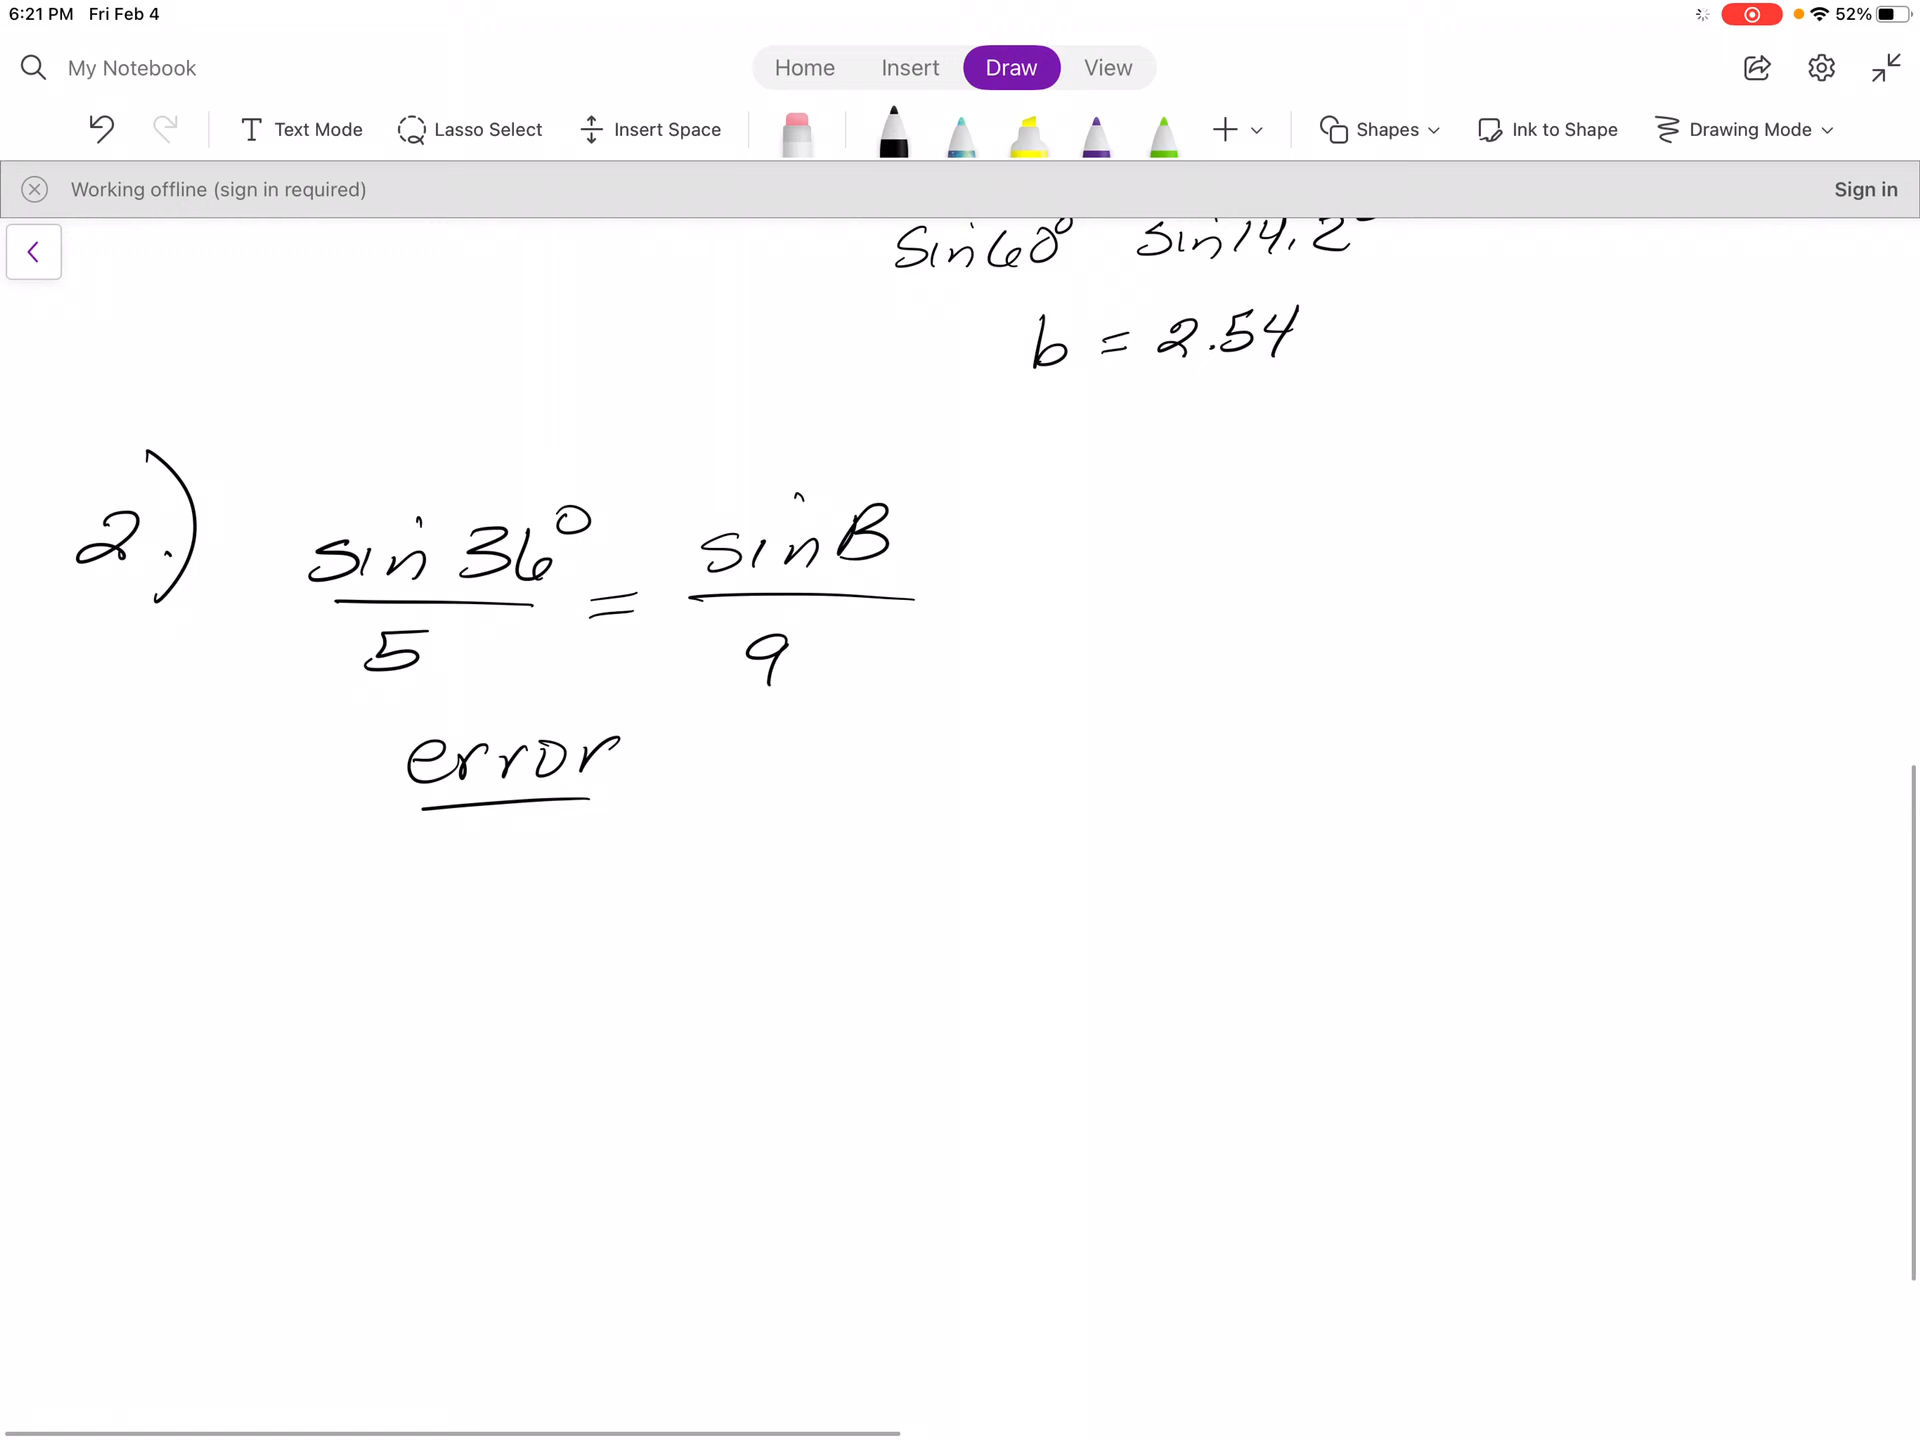 6:21 PM Fri Feb 4 52%
My Notebook Home Insert Draw View
Text Mode Lasso Select Insert Space Shapes Ink to Shape Drawing Mode
Working offline (sign in required) Sign in
sin60° sin14.2°
b = 2.54
2.) sin 36° / 5 = sinB / 9
error